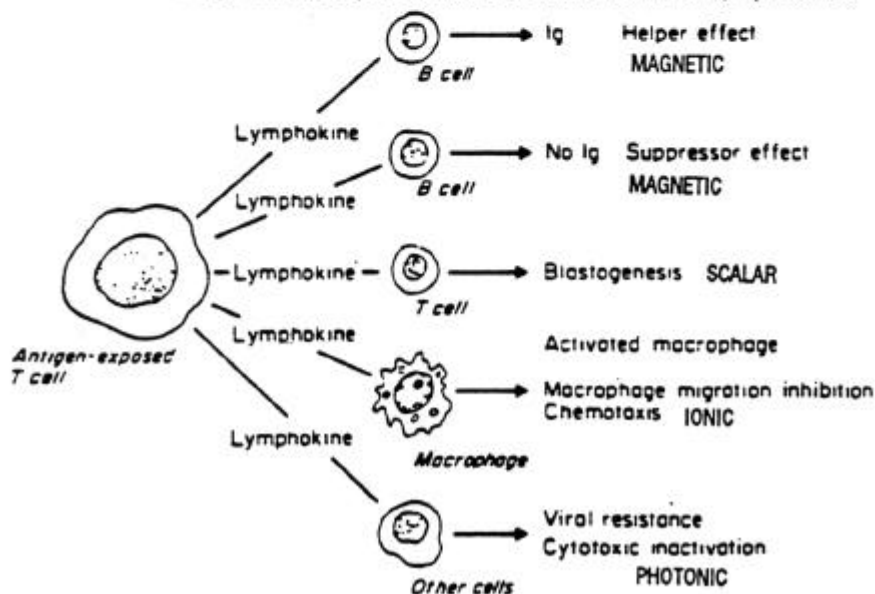 Ig Helper effect
MAGNETIC
B cell
Lymphokine
No Ig Suppressor effect
MAGNETIC
B cell
Lymphokine
Lymphokine
Blastogenesis SCALAR
T cell
Lymphokine
Antigen-exposed
T cell
Activated macrophage
Macrophage migration inhibition
Chemotaxis IONIC
Macrophage
Lymphokine
Viral resistance
Cytotoxic inactivation
PHOTONIC
Other cells